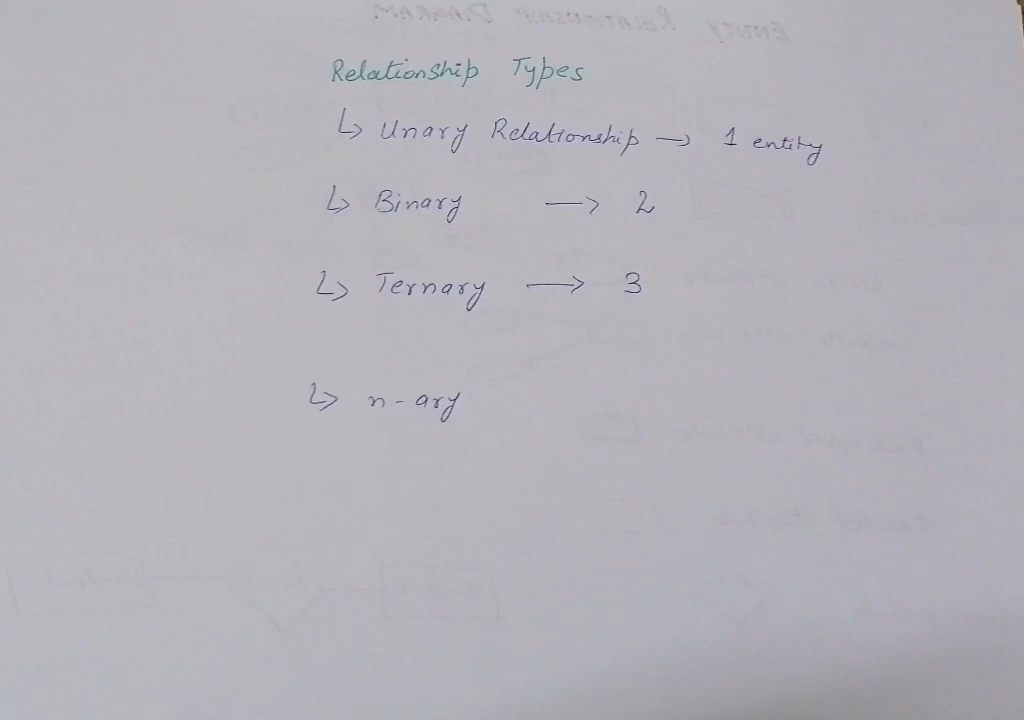 Relationship Types
↳ Unary Relationship → 1 entity
↳ Binary → 2
↳ Ternary → 3
↳ n-ary